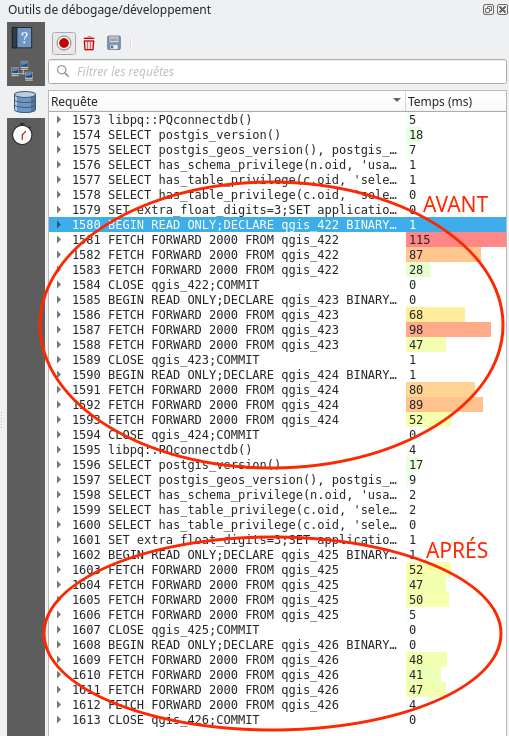 Outils de débogage/développement
?
Filtrer les requêtes
Requête Temps (ms)
1573 libpq::PQconnectdb() 5
1574 SELECT postgis_version() 18
1575 SELECT postgis_geos_version(), postgis_… 7
1576 SELECT has_schema_privilege(n.oid, 'usa… 1
1577 SELECT has_table_privilege(c.oid, 'sele… 1
1578 SELECT has_table_privilege(c.oid, 'sele… 0
1579 SET extra_float_digits=3;SET applicatio… 0
AVANT
1580 BEGIN READ ONLY;DECLARE qgis_422 BINARY… 1
1581 FETCH FORWARD 2000 FROM qgis_422 115
1582 FETCH FORWARD 2000 FROM qgis_422 87
1583 FETCH FORWARD 2000 FROM qgis_422 28
1584 CLOSE qgis_422;COMMIT 0
1585 BEGIN READ ONLY;DECLARE qgis_423 BINARY… 0
1586 FETCH FORWARD 2000 FROM qgis_423 68
1587 FETCH FORWARD 2000 FROM qgis_423 98
1588 FETCH FORWARD 2000 FROM qgis_423 47
1589 CLOSE qgis_423;COMMIT 1
1590 BEGIN READ ONLY;DECLARE qgis_424 BINARY… 1
1591 FETCH FORWARD 2000 FROM qgis_424 80
1592 FETCH FORWARD 2000 FROM qgis_424 89
1593 FETCH FORWARD 2000 FROM qgis_424 52
1594 CLOSE qgis_424;COMMIT 0
1595 libpq::PQconnectdb() 4
1596 SELECT postgis_version() 17
1597 SELECT postgis_geos_version(), postgis_… 9
1598 SELECT has_schema_privilege(n.oid, 'usa… 2
1599 SELECT has_table_privilege(c.oid, 'sele… 2
1600 SELECT has_table_privilege(c.oid, 'sele… 0
1601 SET extra_float_digits=3;SET applicatio… 1
APRÉS
1602 BEGIN READ ONLY;DECLARE qgis_425 BINARY… 1
1603 FETCH FORWARD 2000 FROM qgis_425 52
1604 FETCH FORWARD 2000 FROM qgis_425 47
1605 FETCH FORWARD 2000 FROM qgis_425 50
1606 FETCH FORWARD 2000 FROM qgis_425 5
1607 CLOSE qgis_425;COMMIT 0
1608 BEGIN READ ONLY;DECLARE qgis_426 BINARY… 0
1609 FETCH FORWARD 2000 FROM qgis_426 48
1610 FETCH FORWARD 2000 FROM qgis_426 41
1611 FETCH FORWARD 2000 FROM qgis_426 47
1612 FETCH FORWARD 2000 FROM qgis_426 4
1613 CLOSE qgis_426;COMMIT 0